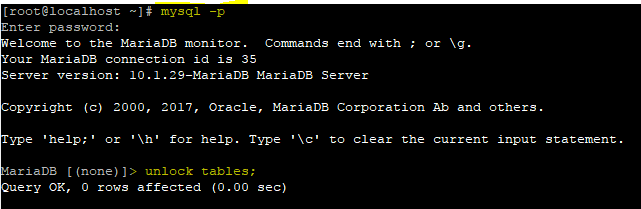 [root@localhost ~]# mysql -p
Enter password:
Welcome to the MariaDB monitor.  Commands end with ; or \g.
Your MariaDB connection id is 35
Server version: 10.1.29-MariaDB MariaDB Server
Copyright (c) 2000, 2017, Oracle, MariaDB Corporation Ab and others.
Type 'help;' or '\h' for help. Type '\c' to clear the current input statement.
MariaDB [(none)]> unlock tables;
Query OK, 0 rows affected (0.00 sec)